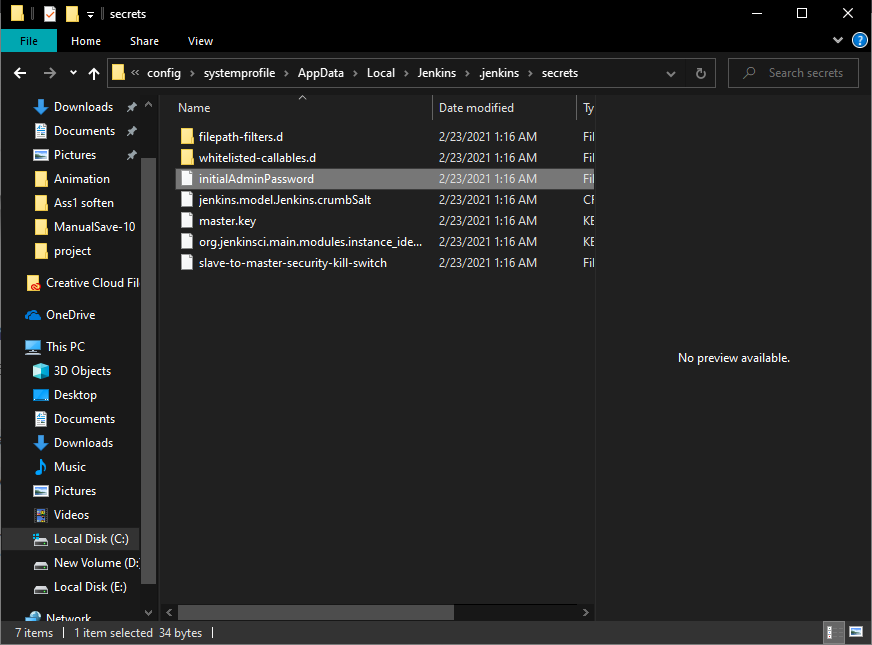 secrets
File Home Share View
« config › systemprofile › AppData › Local › Jenkins › .jenkins › secrets
Search secrets
Downloads
Documents
Pictures
Animation
Ass1 soften
ManualSave-10
project
Creative Cloud Fil
OneDrive
This PC
3D Objects
Desktop
Documents
Downloads
Music
Pictures
Videos
Local Disk (C:)
New Volume (D:
Local Disk (E:)
Network
Name Date modified Ty
filepath-filters.d 2/23/2021 1:16 AM Fil
whitelisted-callables.d 2/23/2021 1:16 AM Fil
initialAdminPassword 2/23/2021 1:16 AM Fil
jenkins.model.Jenkins.crumbSalt 2/23/2021 1:16 AM CR
master.key 2/23/2021 1:16 AM KE
org.jenkinsci.main.modules.instance_ide... 2/23/2021 1:16 AM KE
slave-to-master-security-kill-switch 2/23/2021 1:16 AM Fil
No preview available.
7 items | 1 item selected 34 bytes |